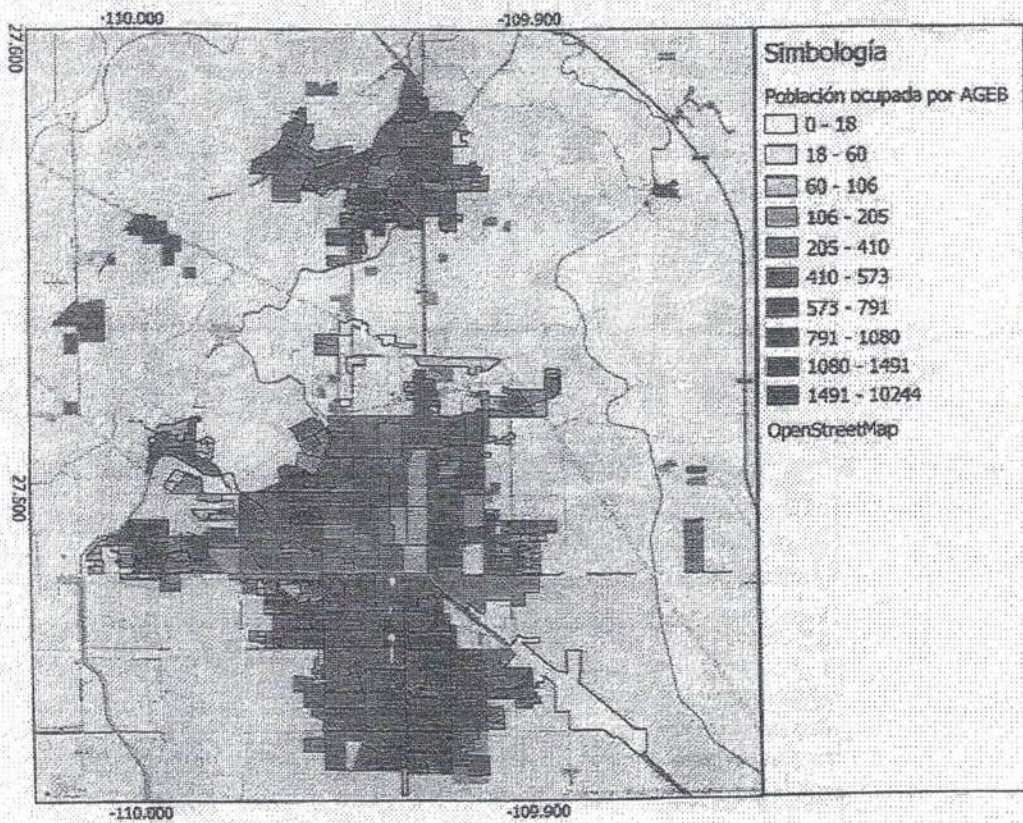 -110.000
-109.900
27.600
27.500
Simbología
Población ocupada por AGEB
0 - 18
18 - 60
60 - 106
106 - 205
205 - 410
410 - 573
573 - 791
791 - 1080
1080 - 1491
1491 - 10244
OpenStreetMap
-110.000
-109.900